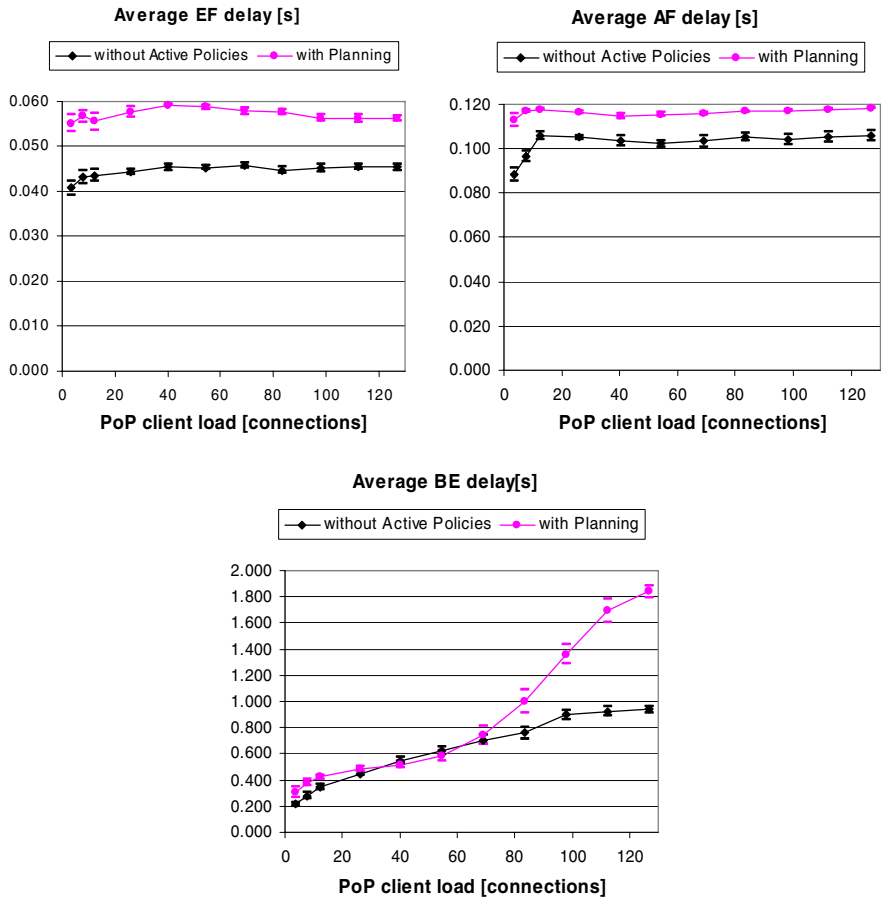 Average EF delay [s]
without Active Policies with Planning
0.060
0.050
0.040
0.030
0.020
0.010
0.000
0 20 40 60 80 100 120
PoP client load [connections]
Average AF delay [s]
without Active Policies with Planning
0.120
0.100
0.080
0.060
0.040
0.020
0.000
0 20 40 60 80 100 120
PoP client load [connections]
Average BE delay[s]
without Active Policies with Planning
2.000
1.800
1.600
1.400
1.200
1.000
0.800
0.600
0.400
0.200
0.000
0 20 40 60 80 100 120
PoP client load [connections]